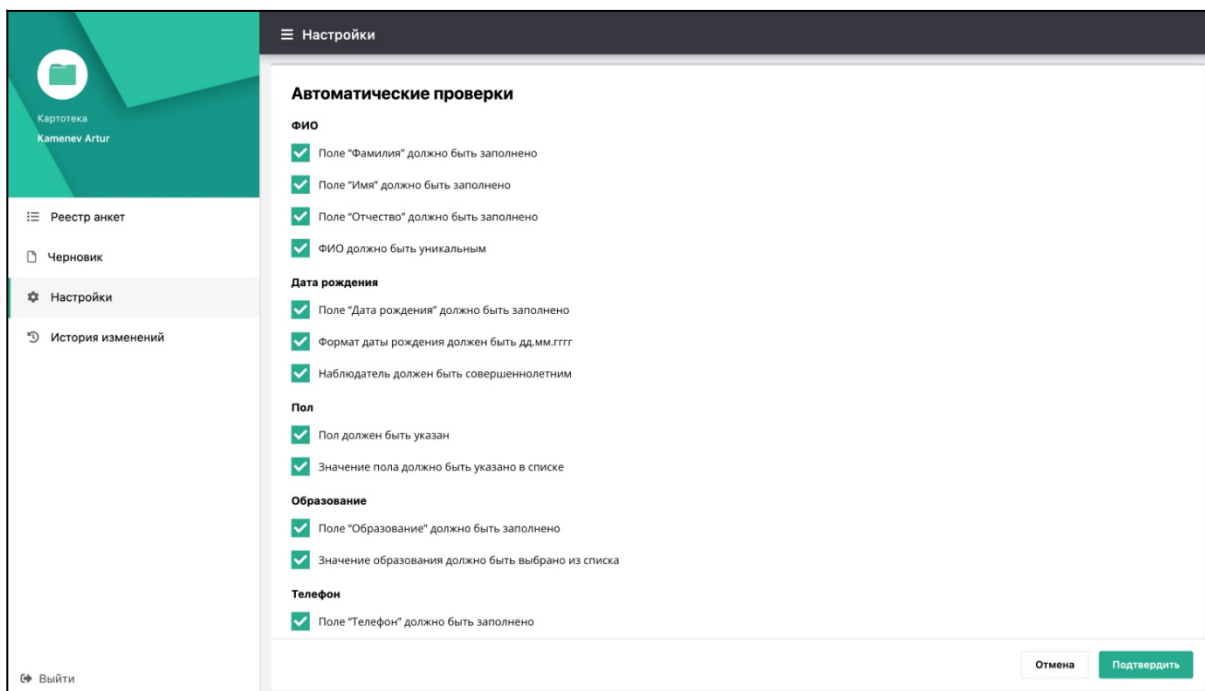 Картотека
Kamenev Artur
Реестр анкет
Черновик
Настройки
История изменений
Выйти
Настройки
Автоматические проверки
ФИО
Поле “Фамилия” должно быть заполнено
Поле “Имя” должно быть заполнено
Поле “Отчество” должно быть заполнено
ФИО должно быть уникальным
Дата рождения
Поле “Дата рождения” должно быть заполнено
Формат даты рождения должен быть дд.мм.гггг
Наблюдатель должен быть совершеннолетним
Пол
Пол должен быть указан
Значение пола должно быть указано в списке
Образование
Поле “Образование” должно быть заполнено
Значение образования должно быть выбрано из списка
Телефон
Поле “Телефон” должно быть заполнено
Отмена
Подтвердить